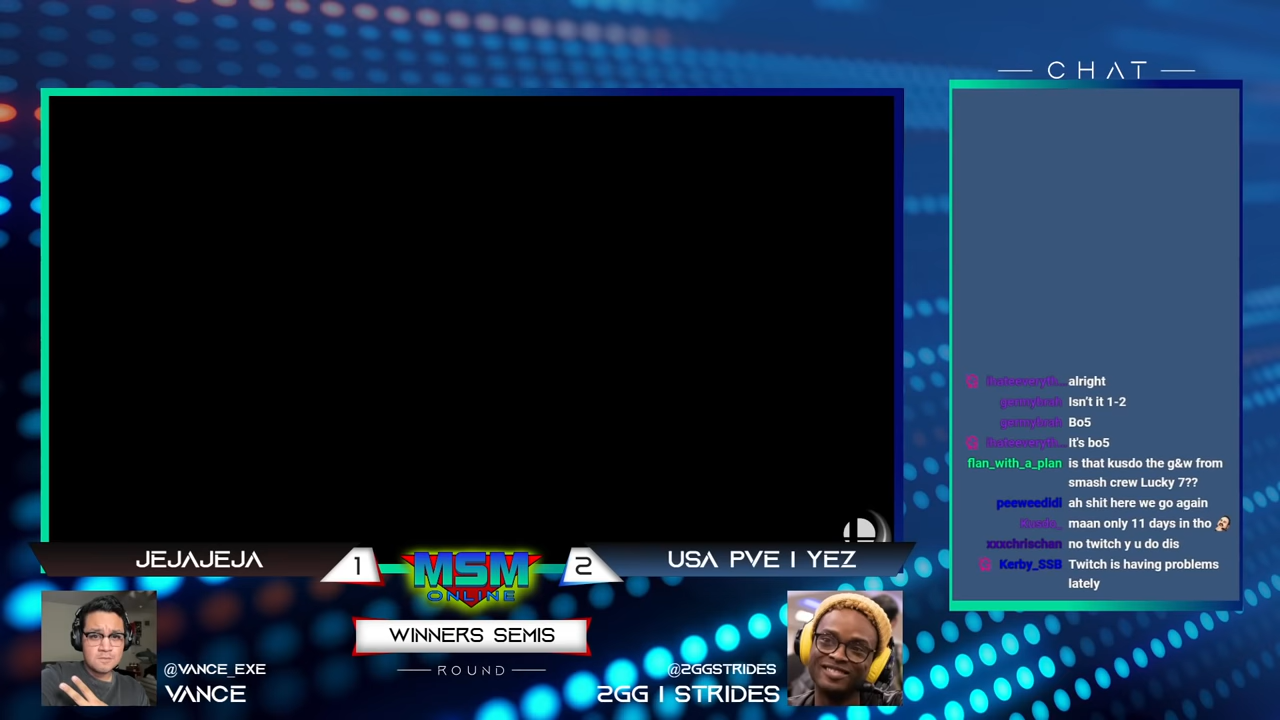 CHAT
alright
Isn't it 1-2
Bo5
It's bo5
flan_with_a_plan is that kusdo the g&w from
smash crew Lucky 7??
peeweedidi ah shit here we go again
Kusdo_ maan only 11 days in tho
xxxchrischan no twitch y u do dis
Kerby_SSB Twitch is having problems
lately
JEJAJEJA 1 MSM ONLINE 2 USA PVE | YEZ
WINNERS SEMIS
ROUND
@VANCE_EXE
VANCE
@2GGSTRIDES
2GG | STRIDES